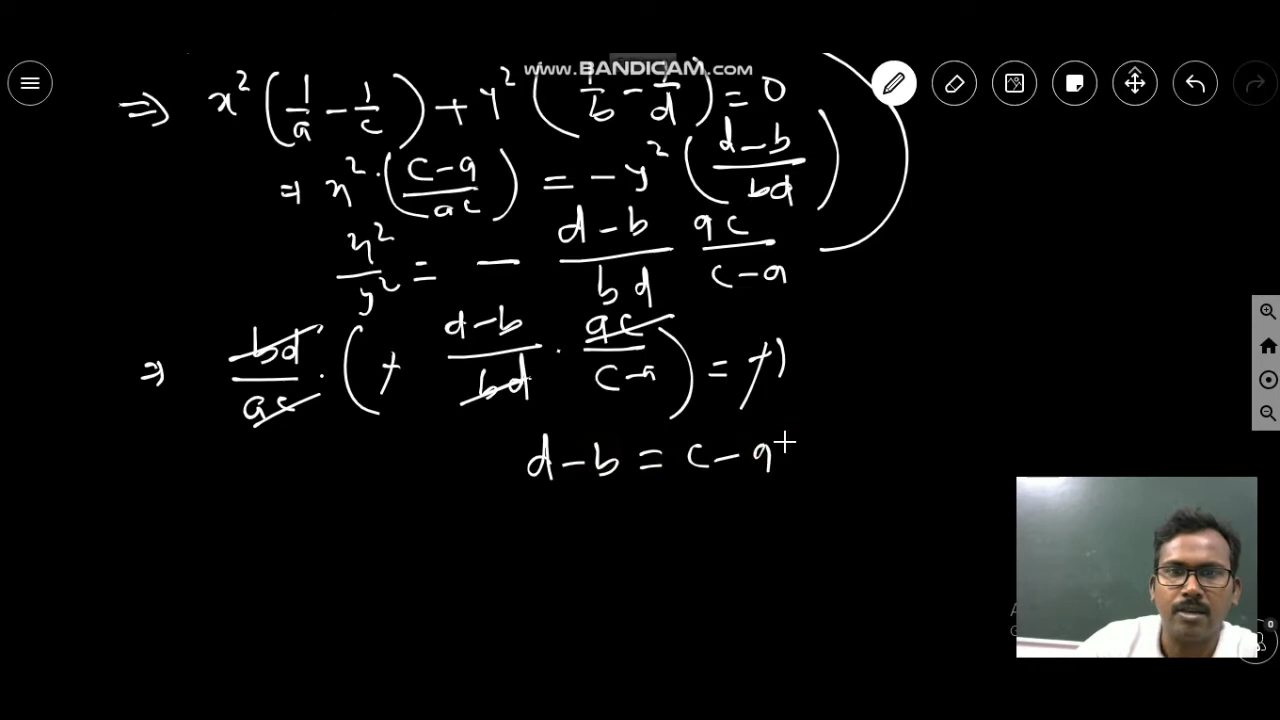 www.BANDICAM.com
⇒ x² (1/a − 1/c) + y² (1/b − 1/d) = 0
⇒ x² · (c−a / ac) = −y² (d−b / bd)
x²/y² = − d−b / bd ac / c−a
⇒ bd/ac · (+ d−b / bd · ac / c−a) = +1
d−b = c−a
0